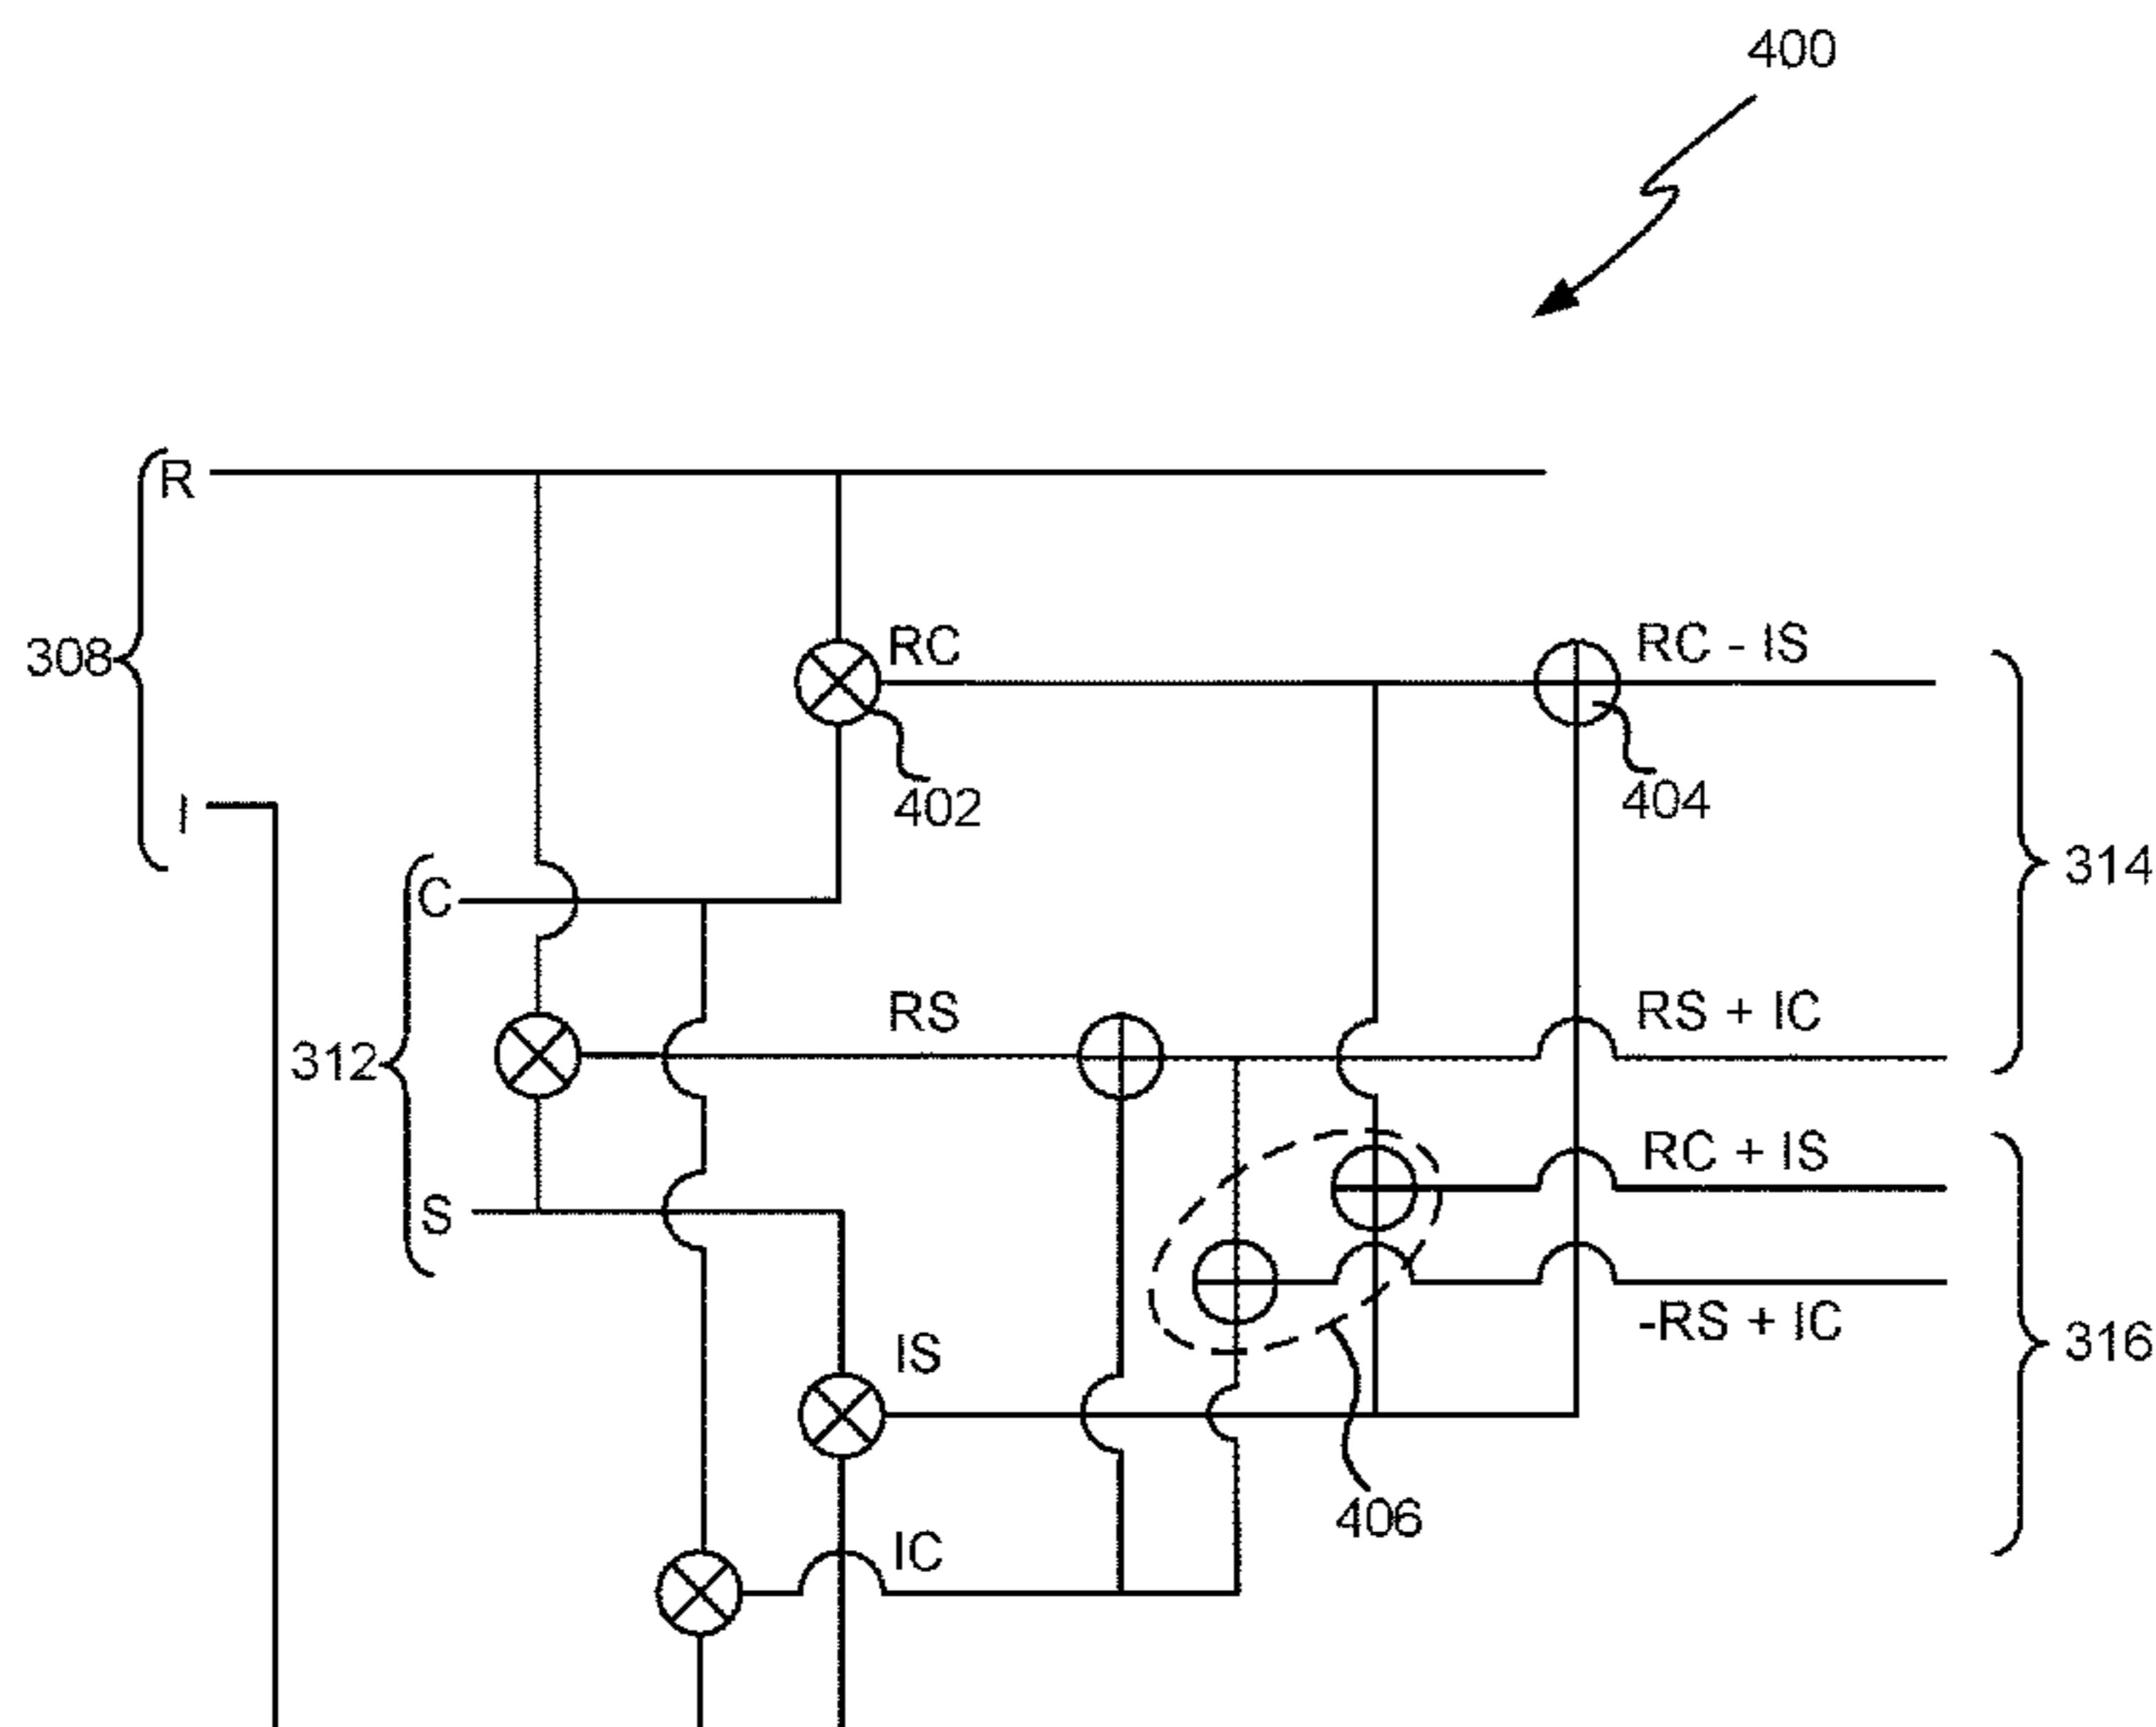 400
R
308
RC
RC - IS
402
404
I
314
C
RS
RS + IC
312
RC + IS
S
-RS + IC
316
IS
406
IC